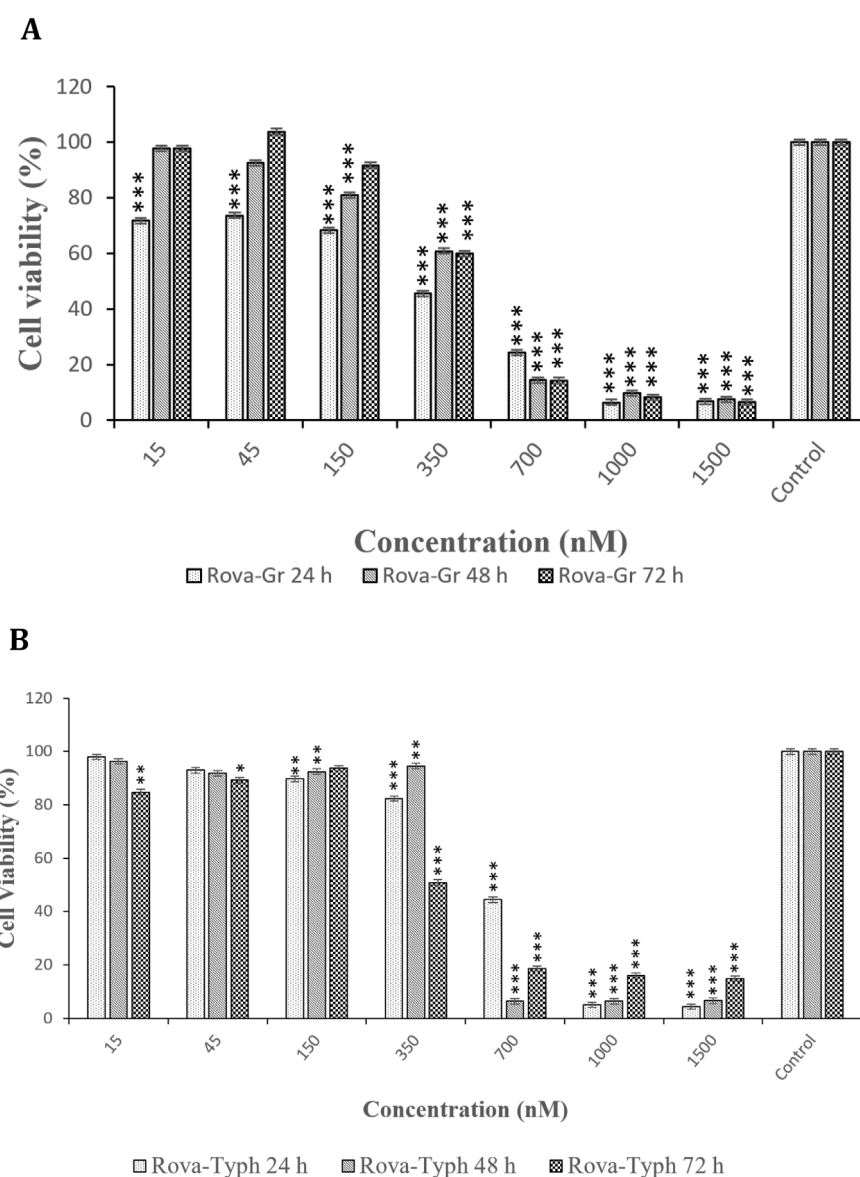 A
120
100
80
60
40
20
0
Cell viability (%)
*** *** *** *** *** *** *** *** *** *** *** *** *** *** *** ***
15 45 150 350 700 1000 1500 Control
Concentration (nM)
Rova-Gr 24 h Rova-Gr 48 h Rova-Gr 72 h
B
120
100
80
60
40
20
0
Cell Viability (%)
** * ** ** *** ** *** *** *** *** *** *** *** *** *** ***
15 45 150 350 700 1000 1500 Control
Concentration (nM)
Rova-Typh 24 h Rova-Typh 48 h Rova-Typh 72 h